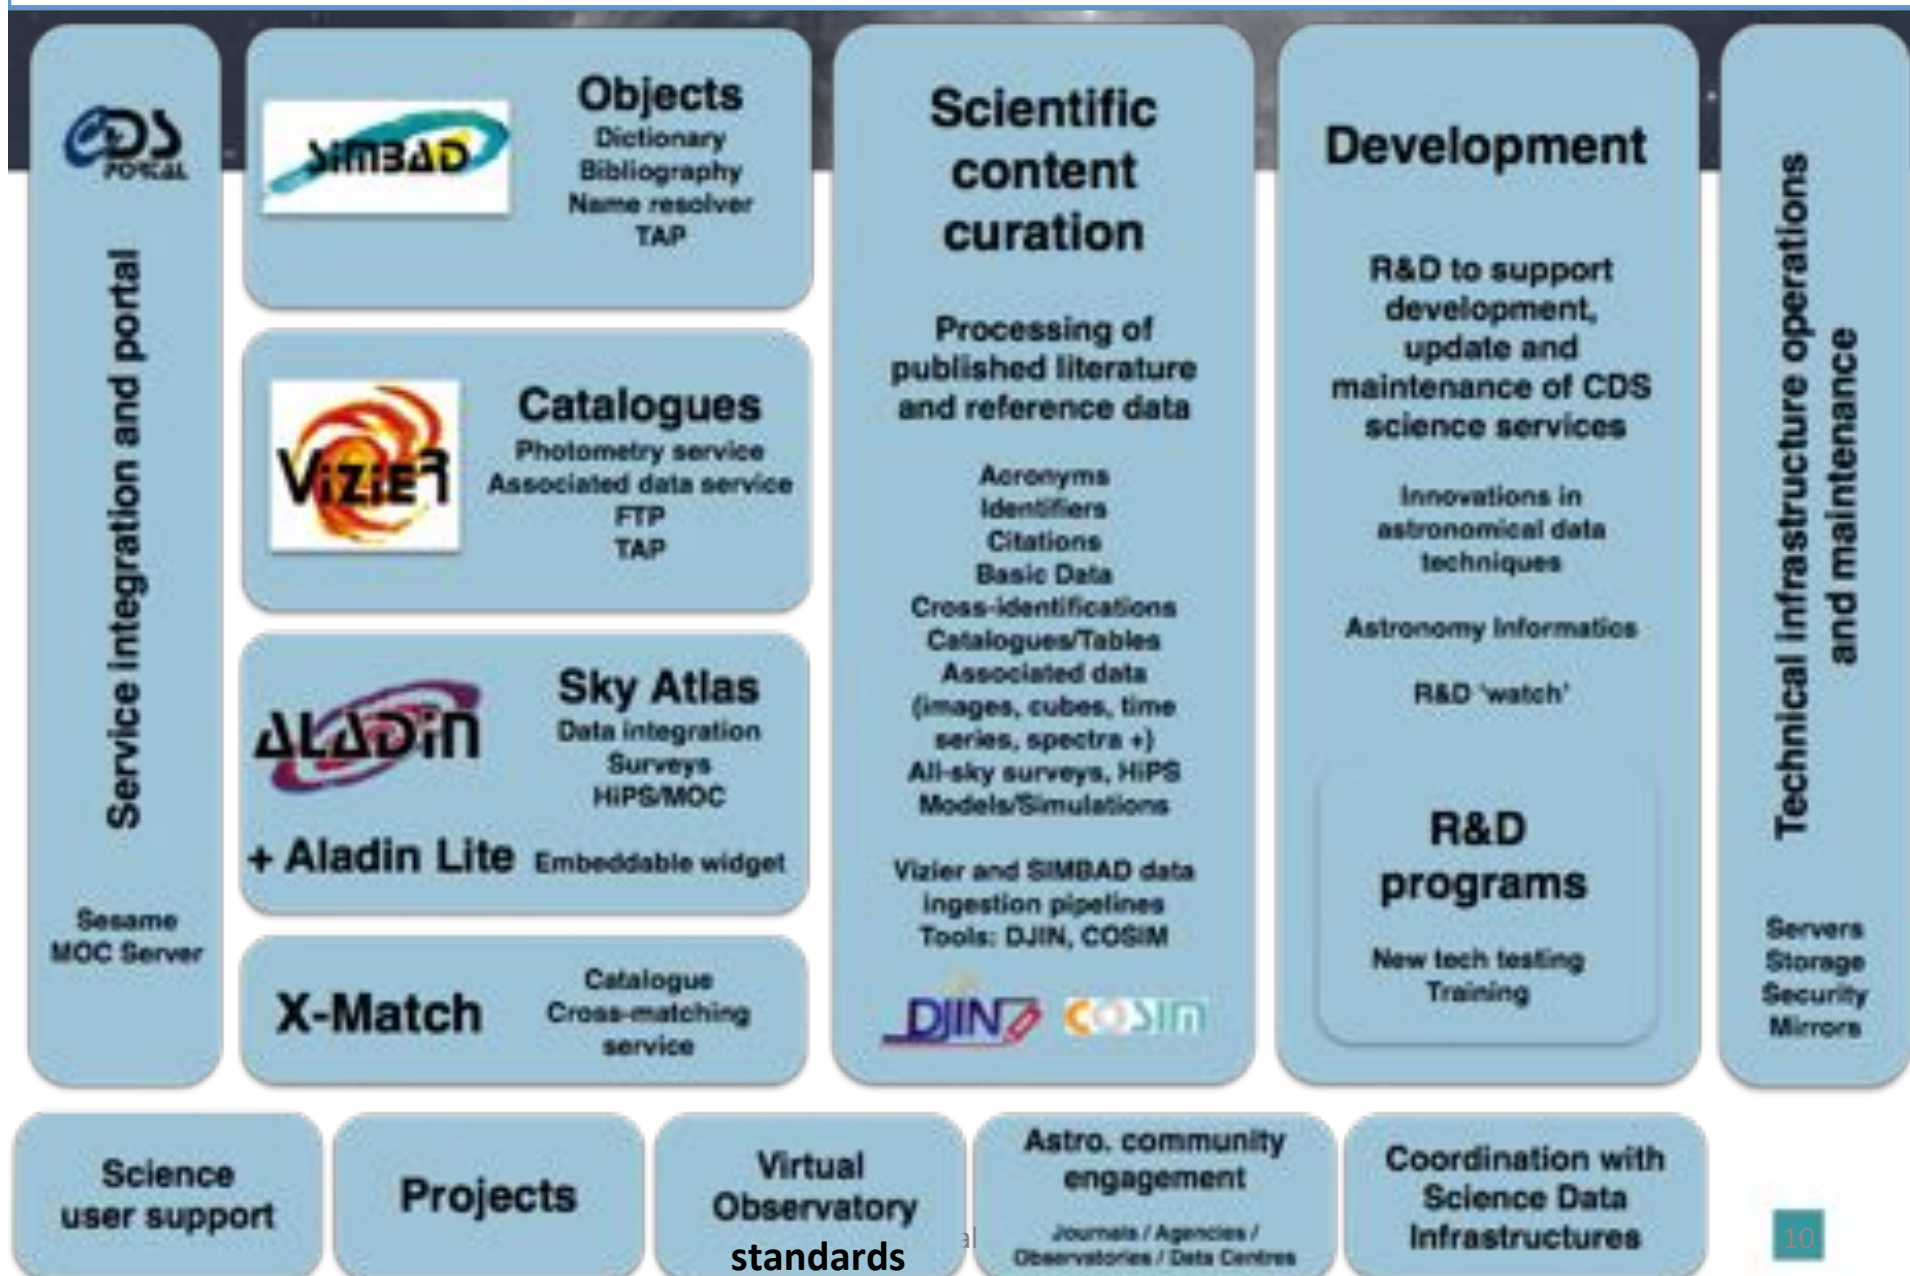 CDS
PORTAL
Service integration and portal
Sesame
MOC Server
SIMBAD
Objects
Dictionary
Bibliography
Name resolver
TAP
VizieR
Catalogues
Photometry service
Associated data service
FTP
TAP
ALADiN
Sky Atlas
Data integration
Surveys
HiPS/MOC
+ Aladin Lite Embeddable widget
X-Match
Catalogue
Cross-matching
service
Scientific
content
curation
Processing of
published literature
and reference data
Acronyms
Identifiers
Citations
Basic Data
Cross-identifications
Catalogues/Tables
Associated data
(images, cubes, time
series, spectra +)
All-sky surveys, HiPS
Models/Simulations
Vizier and SIMBAD data
ingestion pipelines
Tools: DJIN, COSIM
DJIN COSIM
Development
R&D to support
development,
update and
maintenance of CDS
science services
Innovations in
astronomical data
techniques
Astronomy Informatics
R&D 'watch'
R&D
programs
New tech testing
Training
Technical infrastructure operations
and maintenance
Servers
Storage
Security
Mirrors
Science
user support
Projects
Virtual
Observatory
standards
al
Astro. community
engagement
Journals / Agencies /
Observatories / Data Centres
Coordination with
Science Data
Infrastructures
10